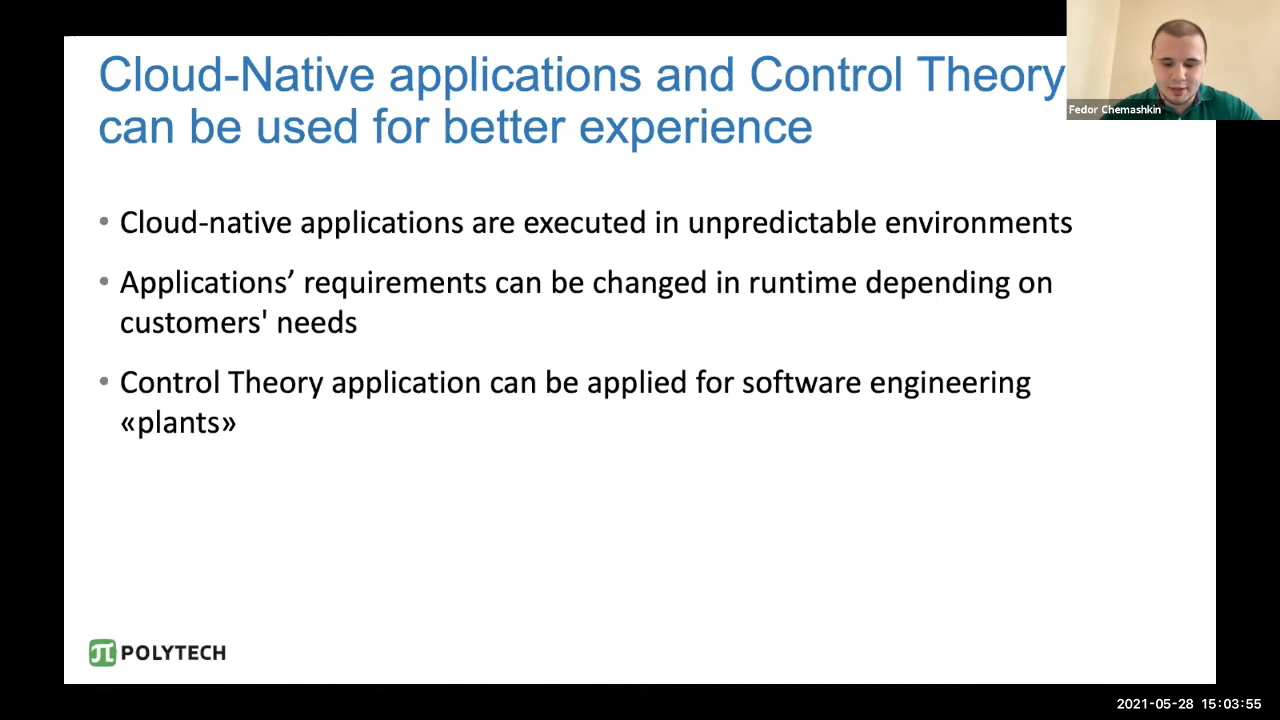 Cloud-Native applications and Control Theory
can be used for better experience
Fedor Chemashkin
• Cloud-native applications are executed in unpredictable environments
• Applications’ requirements can be changed in runtime depending on
customers' needs
• Control Theory application can be applied for software engineering
«plants»
POLYTECH
2021-05-28 15:03:55